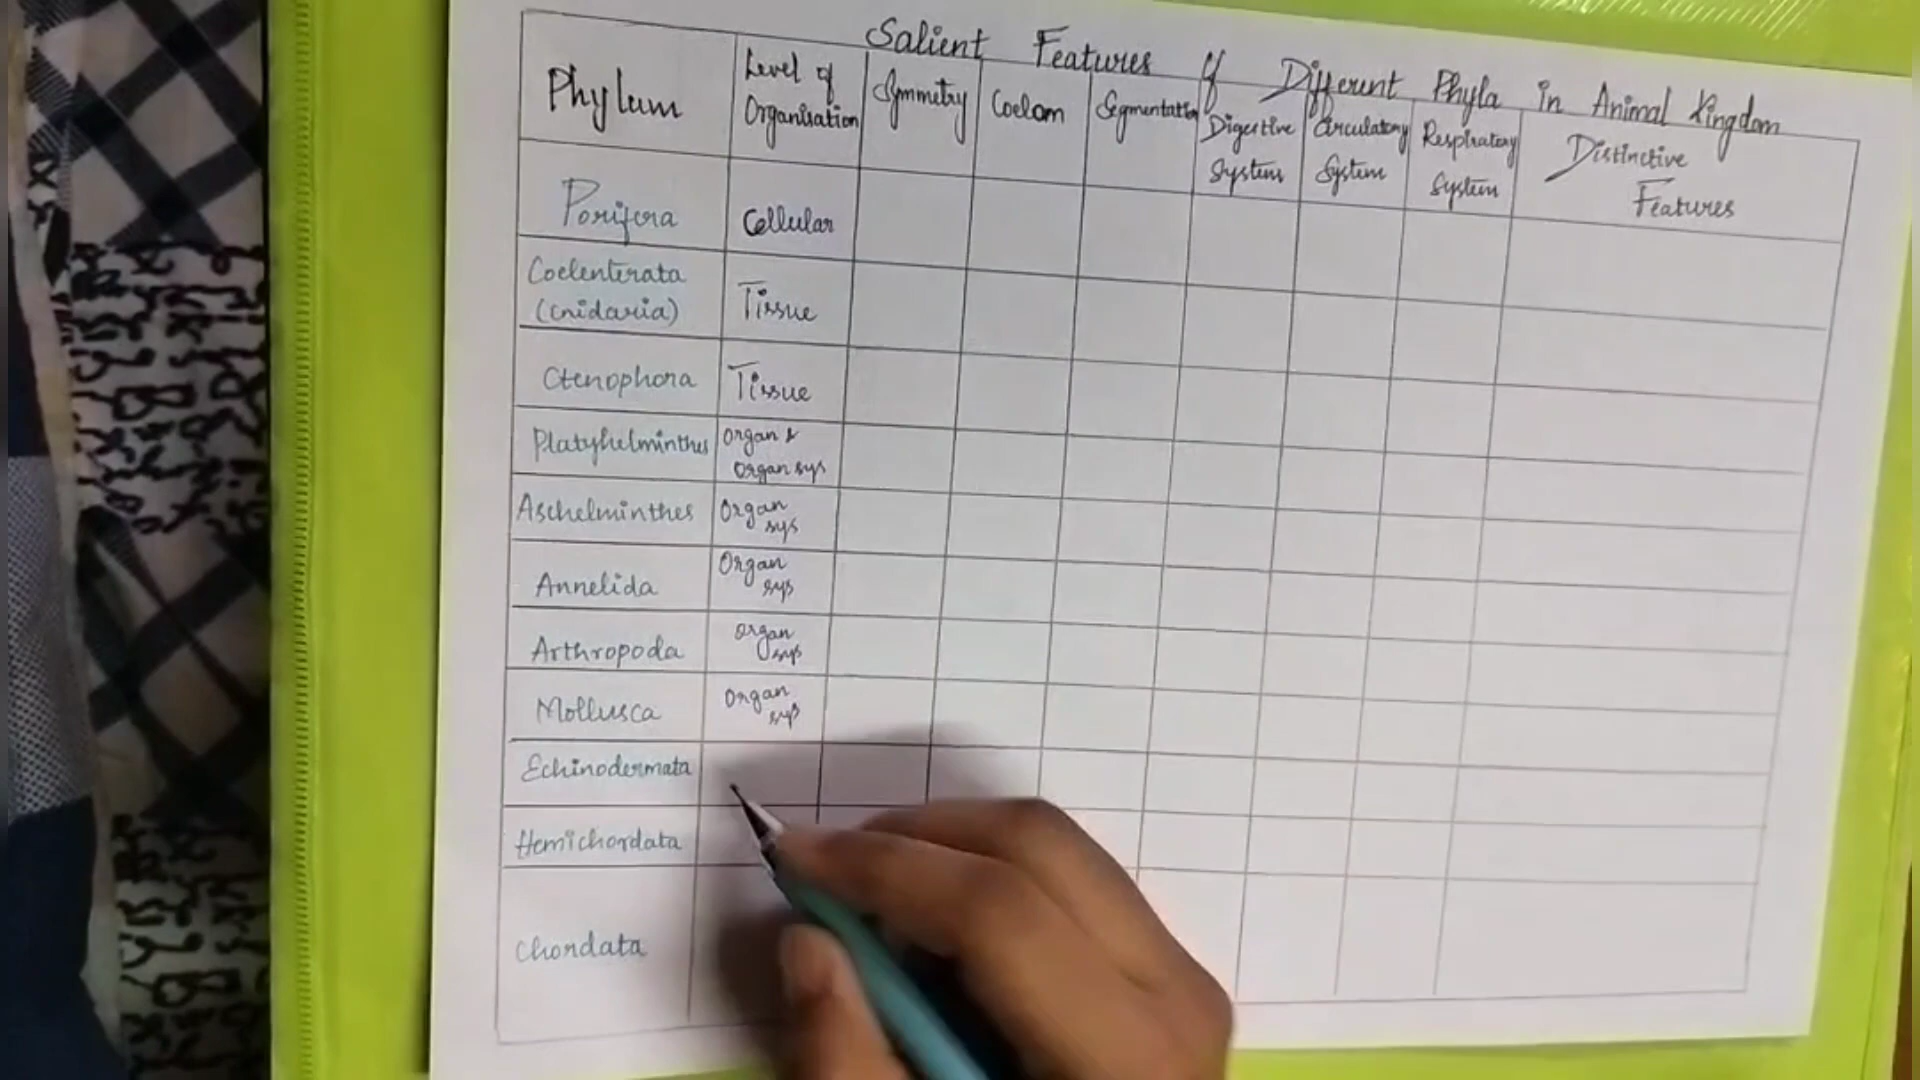 Salient Features of Different Phyla in Animal Kingdom
Phylum
Level of
Organisation
Symmetry
Coelom
Segmentation
Digestive
System
Circulatory
System
Respiratory
System
Distinctive
Features
Porifera
Cellular
Coelenterata
(Cnidaria)
Tissue
Ctenophora
Tissue
Platyhelminthes
Organ &
Organ sys
Aschelminthes
Organ
sys
Annelida
Organ
sys
Arthropoda
Organ
sys
Mollusca
Organ
sys
Echinodermata
Hemichordata
Chordata